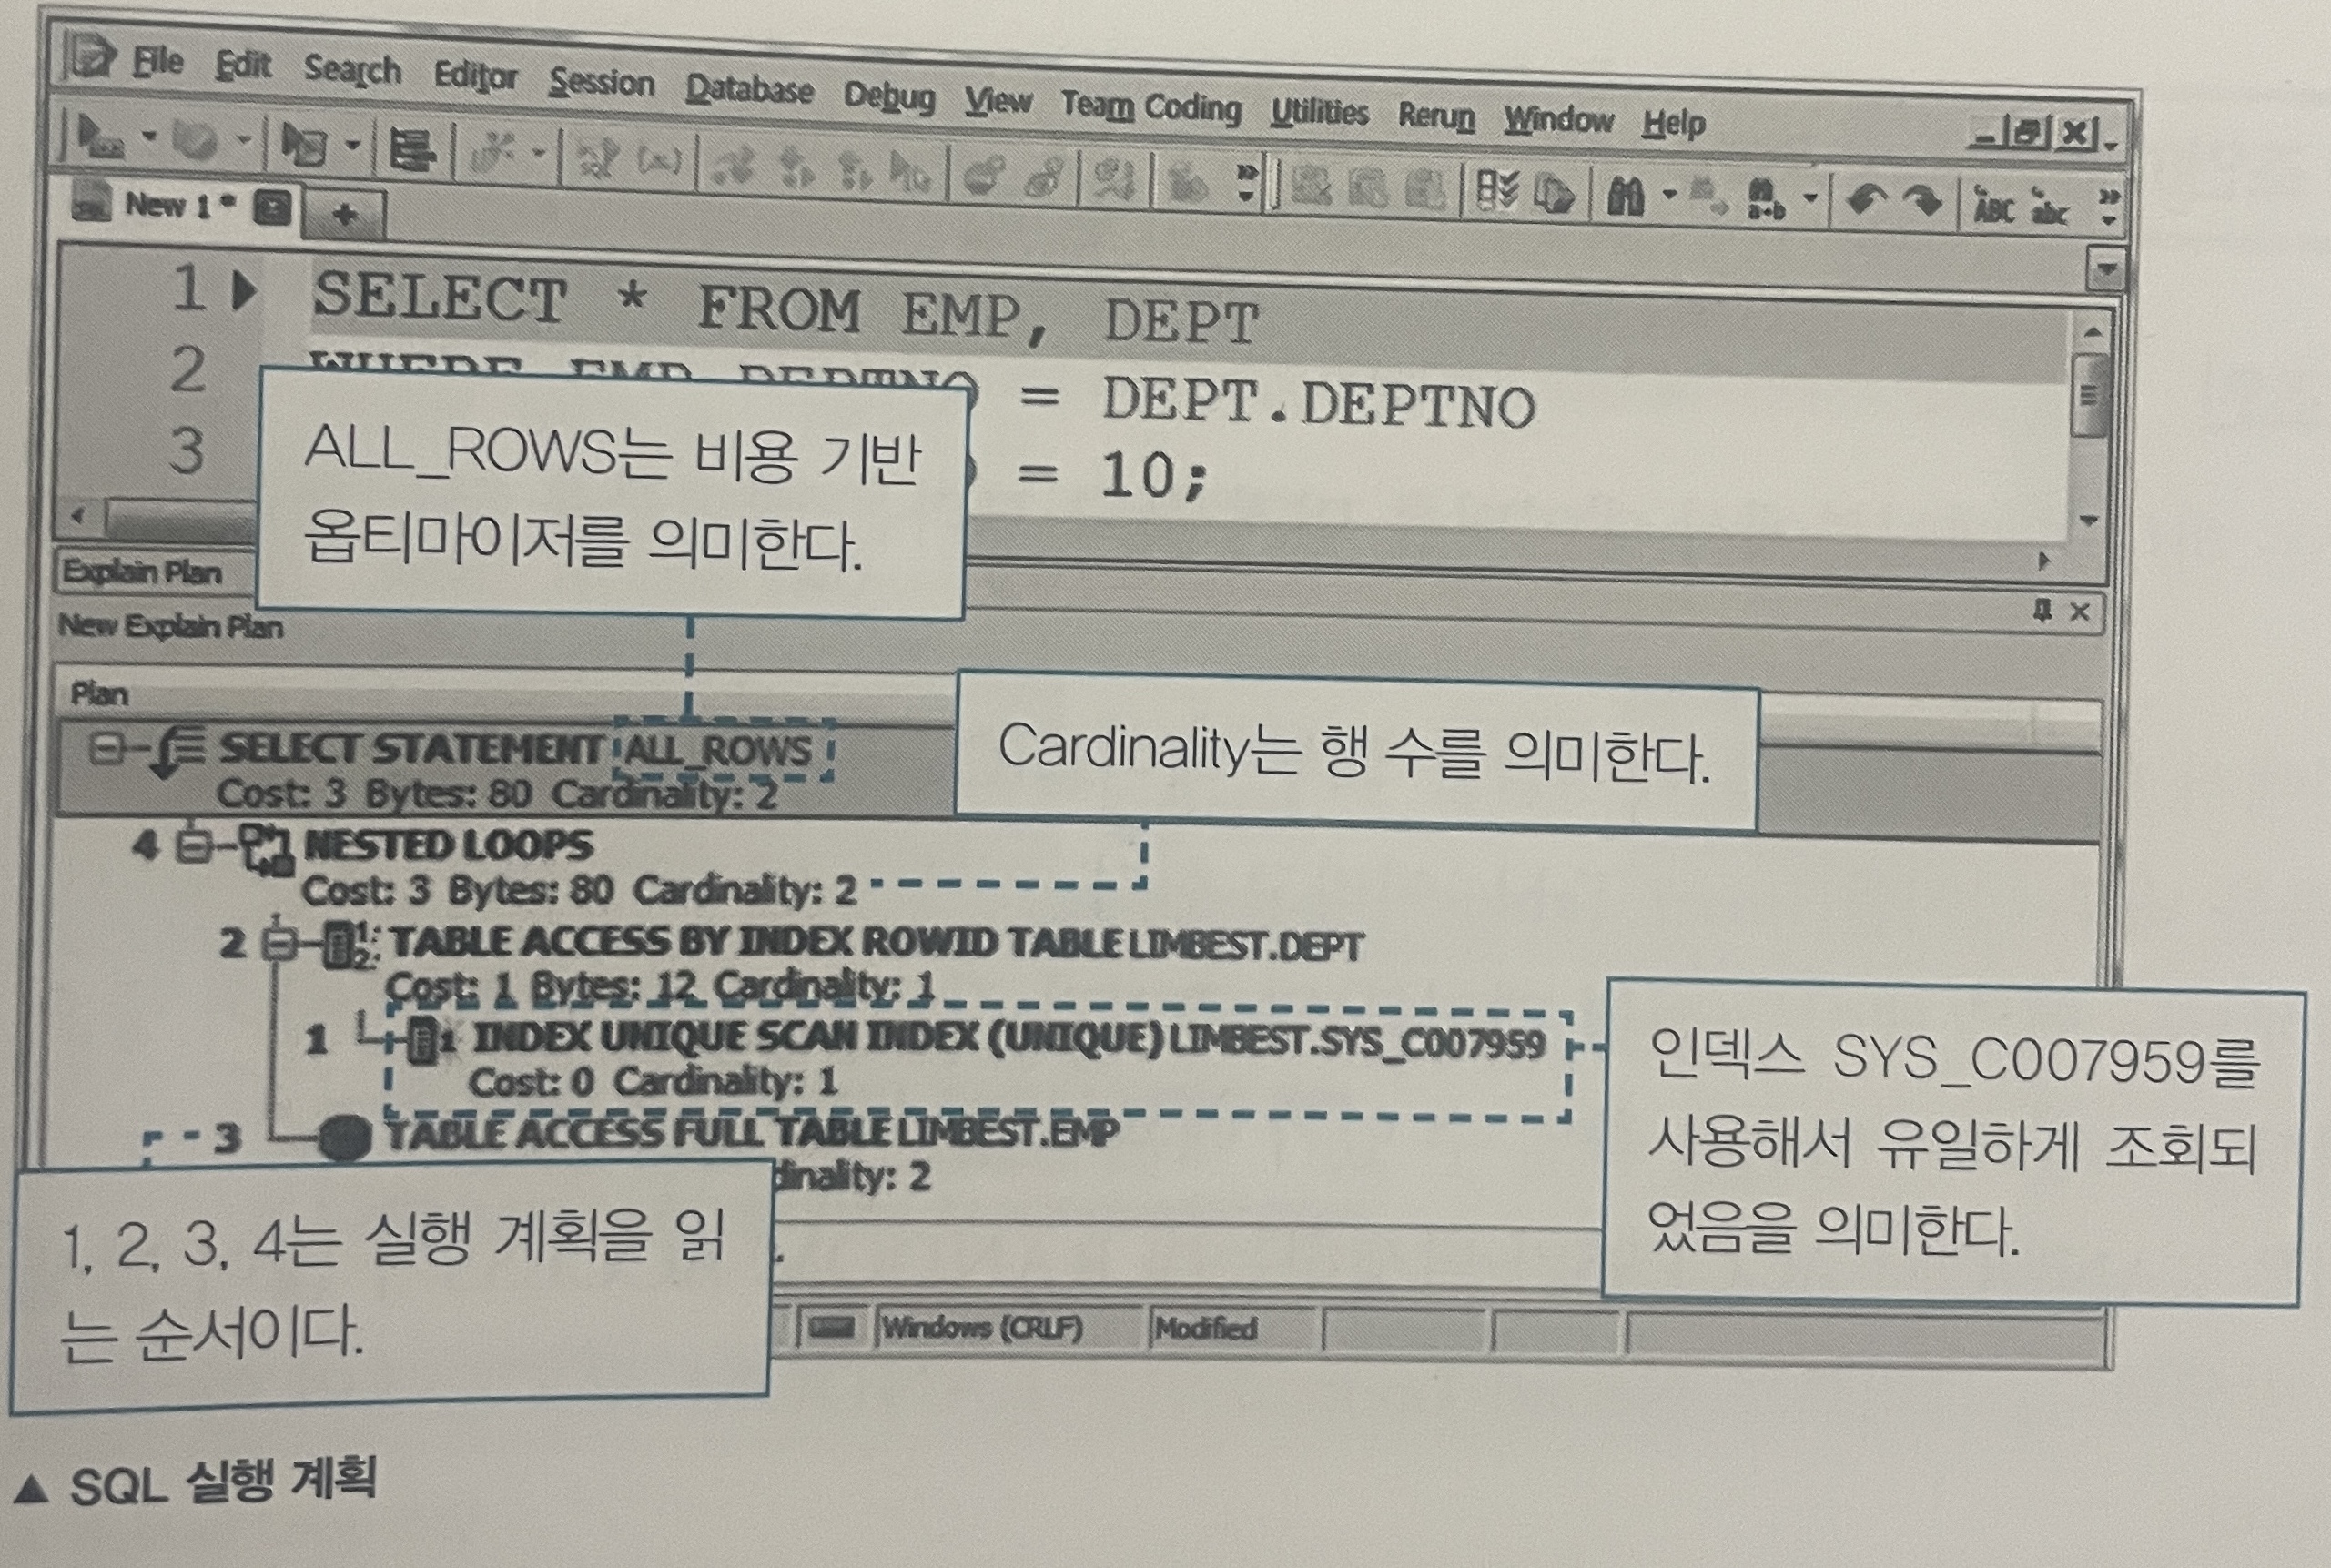 File Edit Search Editor Session Database Debug View Team Coding Utilities Rerun Window Help
New 1 *
1 SELECT * FROM EMP, DEPT
2 WHERE EMP.DEPTNO = DEPT.DEPTNO
3 = 10;
ALL_ROWS는 비용 기반
옵티마이저를 의미한다.
Explain Plan
New Explain Plan
Plan
SELECT STATEMENT ALL_ROWS
Cost: 3 Bytes: 80 Cardinality: 2
Cardinality는 행 수를 의미한다.
4 NESTED LOOPS
Cost: 3 Bytes: 80 Cardinality: 2
2 TABLE ACCESS BY INDEX ROWID TABLE LIMBEST.DEPT
Cost: 1 Bytes: 12 Cardinality: 1
1 INDEX UNIQUE SCAN INDEX (UNIQUE) LIMBEST.SYS_C007959
Cost: 0 Cardinality: 1
인덱스 SYS_C007959를
사용해서 유일하게 조회되
었음을 의미한다.
3 TABLE ACCESS FULL TABLE LIMBEST.EMP
dinality: 2
1, 2, 3, 4는 실행 계획을 읽
는 순서이다.
Windows (CRLF) Modified
▲ SQL 실행 계획